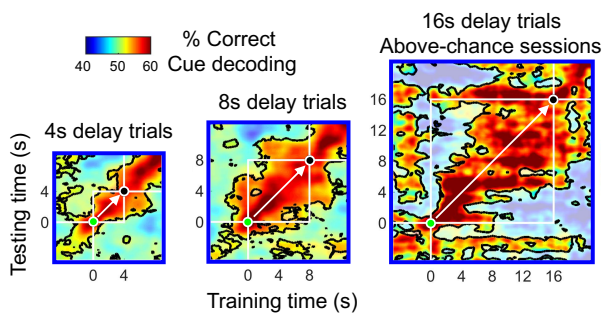 % Correct
Cue decoding
40 50 60
16s delay trials
Above-chance sessions
8s delay trials
4s delay trials
Testing time (s)
4
0
0 4
8
4
0
0 4 8
16
12
8
4
0
0 4 8 12 16
Training time (s)